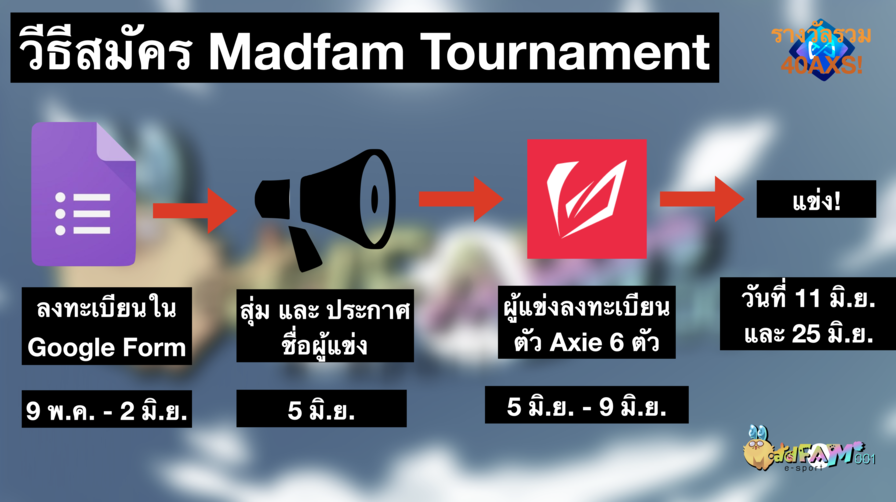 วิธีสมัคร Madfam Tournament
รางวัลรวม
40AXS!
แข่ง!
ลงทะเบียนใน
Google Form
สุ่ม และ ประกาศ
ชื่อผู้แข่ง
ผู้แข่งลงทะเบียน
ตัว Axie 6 ตัว
วันที่ 11 มิ.ย.
และ 25 มิ.ย.
9 พ.ค. - 2 มิ.ย.
5 มิ.ย.
5 มิ.ย. - 9 มิ.ย.
MaddFAM
001
e-sport